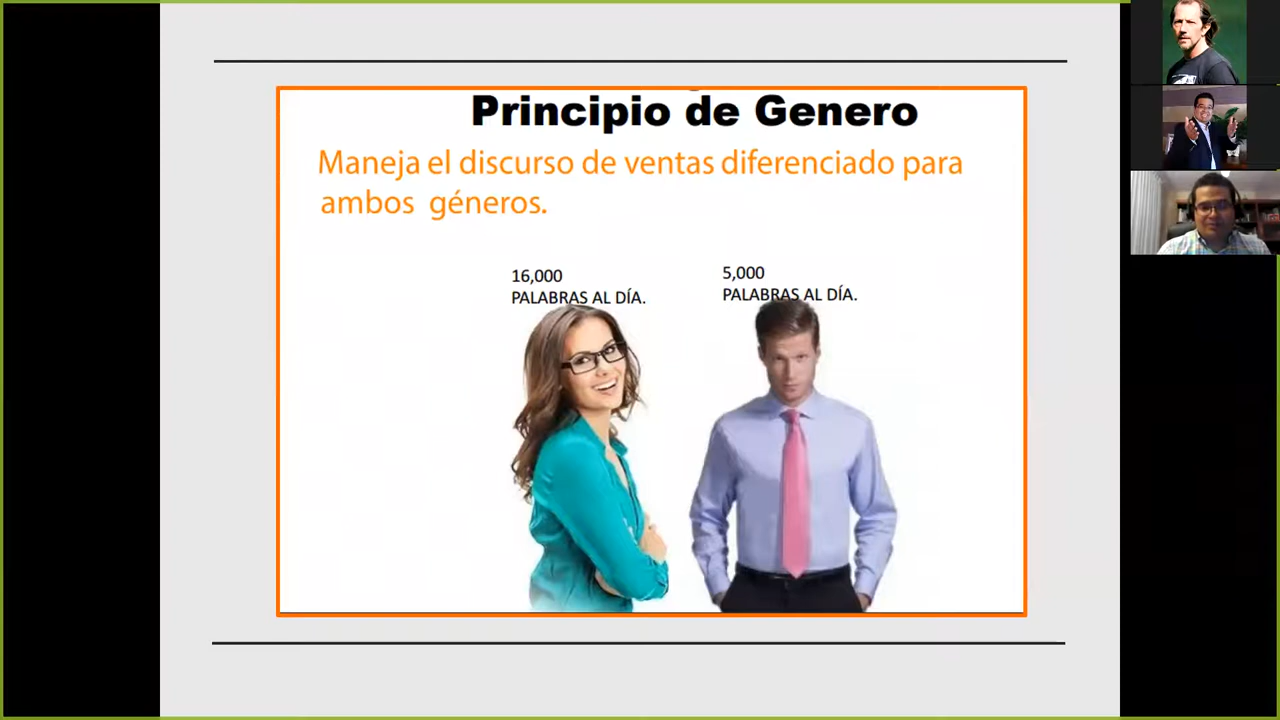 Principio de Genero
Maneja el discurso de ventas diferenciado para
ambos géneros.
16,000
PALABRAS AL DÍA.
5,000
PALABRAS AL DÍA.